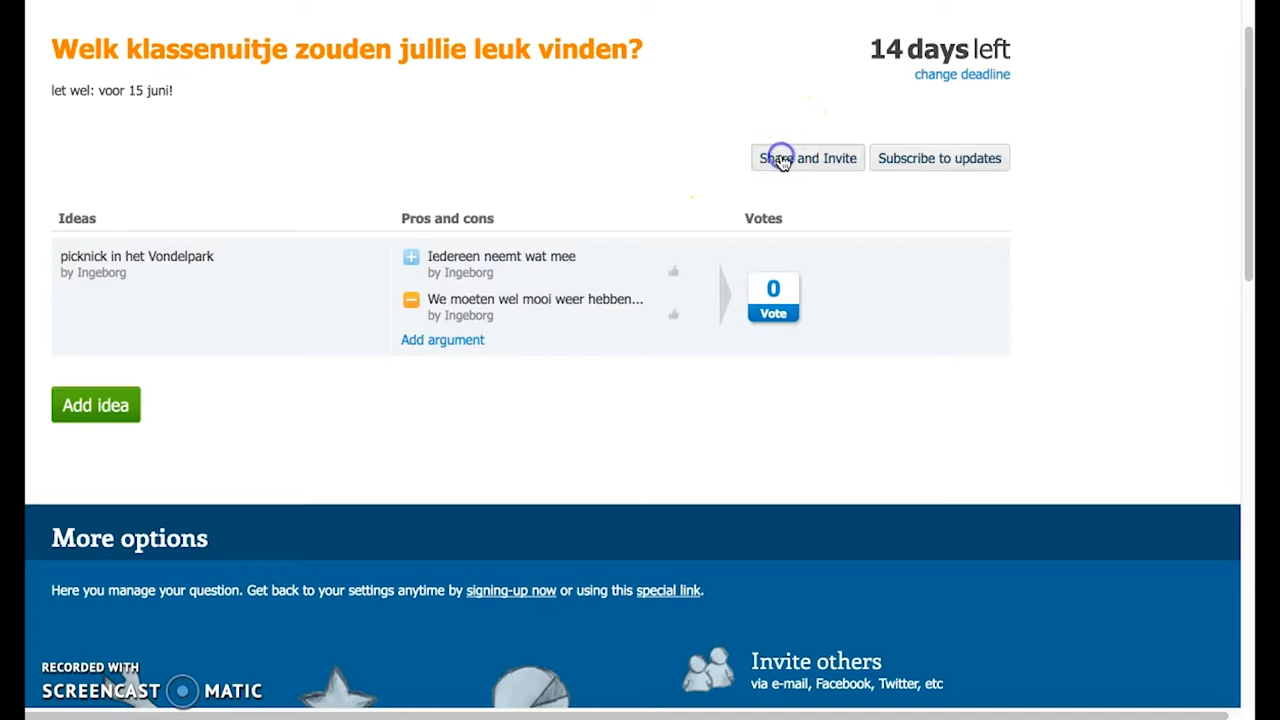 Welk klassenuitje zouden jullie leuk vinden?
14 days left
change deadline
let wel: voor 15 juni!
Share and Invite
Subscribe to updates
Ideas
Pros and cons
Votes
picknick in het Vondelpark
by Ingeborg
Iedereen neemt wat mee
by Ingeborg
We moeten wel mooi weer hebben...
by Ingeborg
Add argument
0
Vote
Add idea
More options
Here you manage your question. Get back to your settings anytime by signing-up now or using this special link.
Invite others
via e-mail, Facebook, Twitter, etc
RECORDED WITH
SCREENCAST MATIC